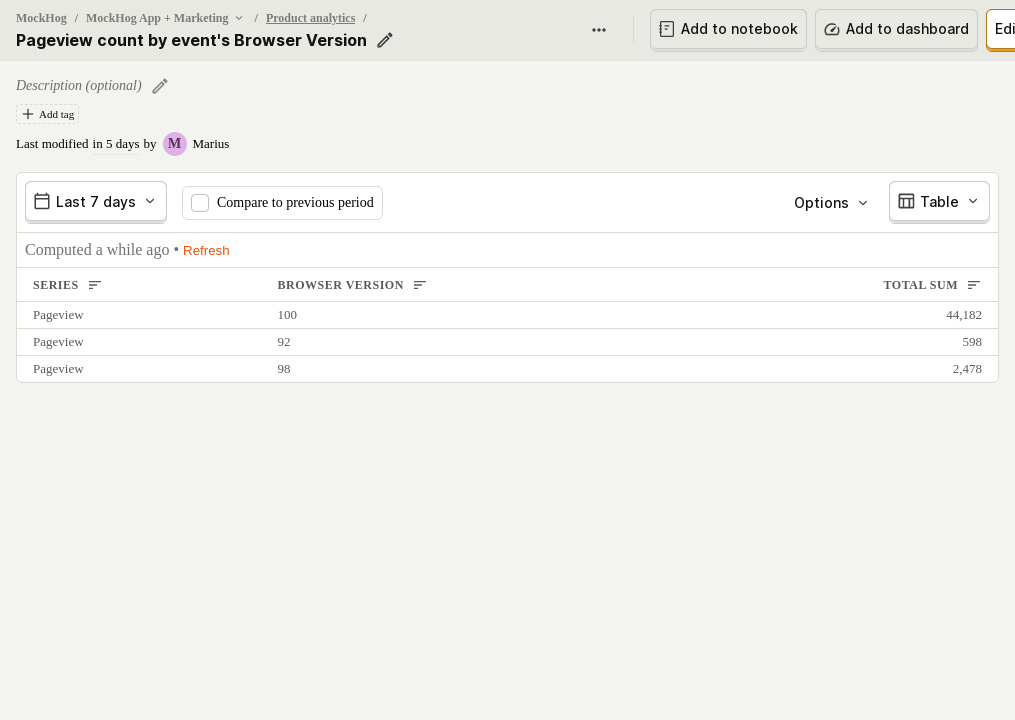 MockHog / MockHog App + Marketing / Product analytics /
Pageview count by event's Browser Version
Add to notebook
Add to dashboard
Edi
Description (optional)
Add tag
Last modified in 5 days by M Marius
Last 7 days
Compare to previous period
Options
Table
Computed a while ago • Refresh
SERIES BROWSER VERSION TOTAL SUM
Pageview 100 44,182
Pageview 92 598
Pageview 98 2,478